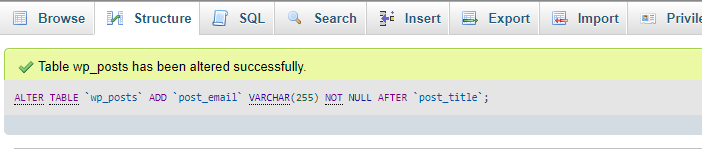 Browse Structure SQL Search Insert Export Import
Table wp_posts has been altered successfully.
ALTER TABLE `wp_posts` ADD `post_email` VARCHAR(255) NOT NULL AFTER `post_title`;